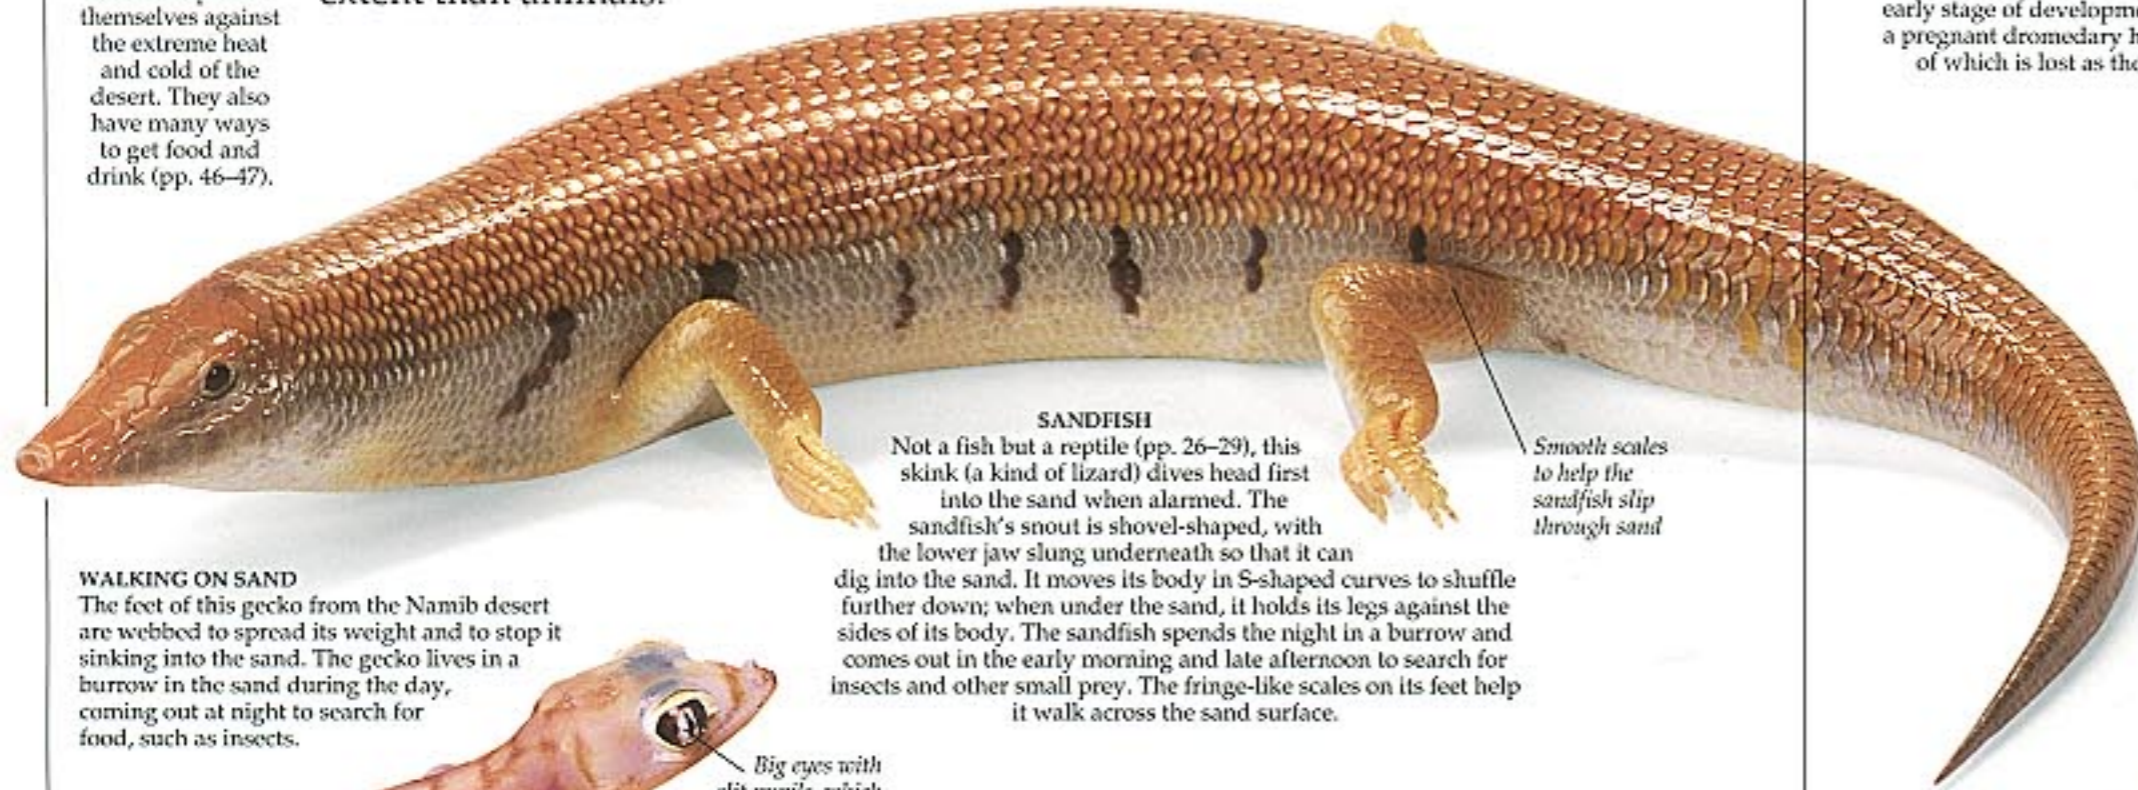 extent than animals.
themselves against
the extreme heat
and cold of the
desert. They also
have many ways
to get food and
drink (pp. 46–47).
early stage of developme
a pregnant dromedary h
of which is lost as the
SANDFISH
Not a fish but a reptile (pp. 26–29), this
skink (a kind of lizard) dives head first
into the sand when alarmed. The
sandfish's snout is shovel-shaped, with
the lower jaw slung underneath so that it can
dig into the sand. It moves its body in S-shaped curves to shuffle
further down; when under the sand, it holds its legs against the
sides of its body. The sandfish spends the night in a burrow and
comes out in the early morning and late afternoon to search for
insects and other small prey. The fringe-like scales on its feet help
it walk across the sand surface.
Smooth scales
to help the
sandfish slip
through sand
WALKING ON SAND
The feet of this gecko from the Namib desert
are webbed to spread its weight and to stop it
sinking into the sand. The gecko lives in a
burrow in the sand during the day,
coming out at night to search for
food, such as insects.
Big eyes with
slit pupils, which